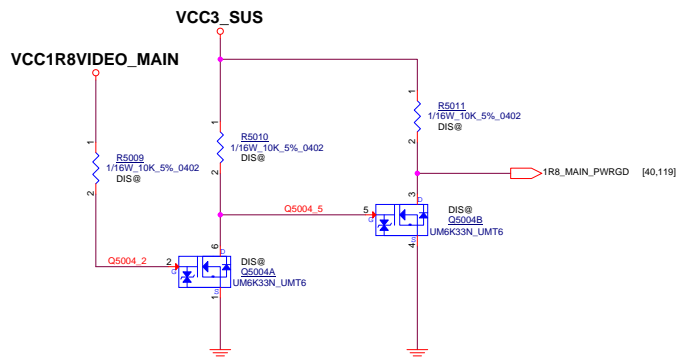 VCC3_SUS
VCC1R8VIDEO_MAIN
1
R5011
1/16W_10K_5%_0402
DIS@
2
1
R5010
1/16W_10K_5%_0402
DIS@
2
1
R5009
1/16W_10K_5%_0402
DIS@
2
1R8_MAIN_PWRGD [40,119]
3
D
Q5004_5
5
G
DIS@
Q5004B
UM6K33N_UMT6
S
4
6
D
Q5004_2
2
G
DIS@
Q5004A
UM6K33N_UMT6
S
1